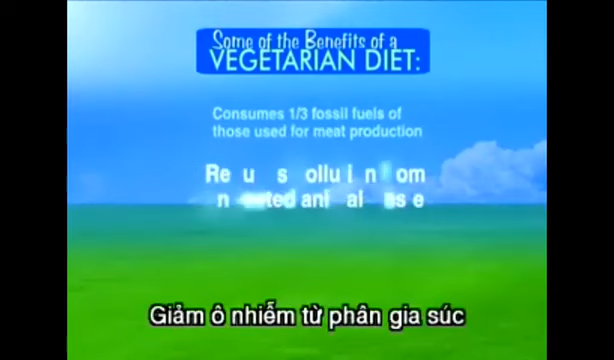 Some of the Benefits of a
VEGETARIAN DIET:
Consumes 1/3 fossil fuels of
those used for meat production
Giảm ô nhiễm từ phân gia súc